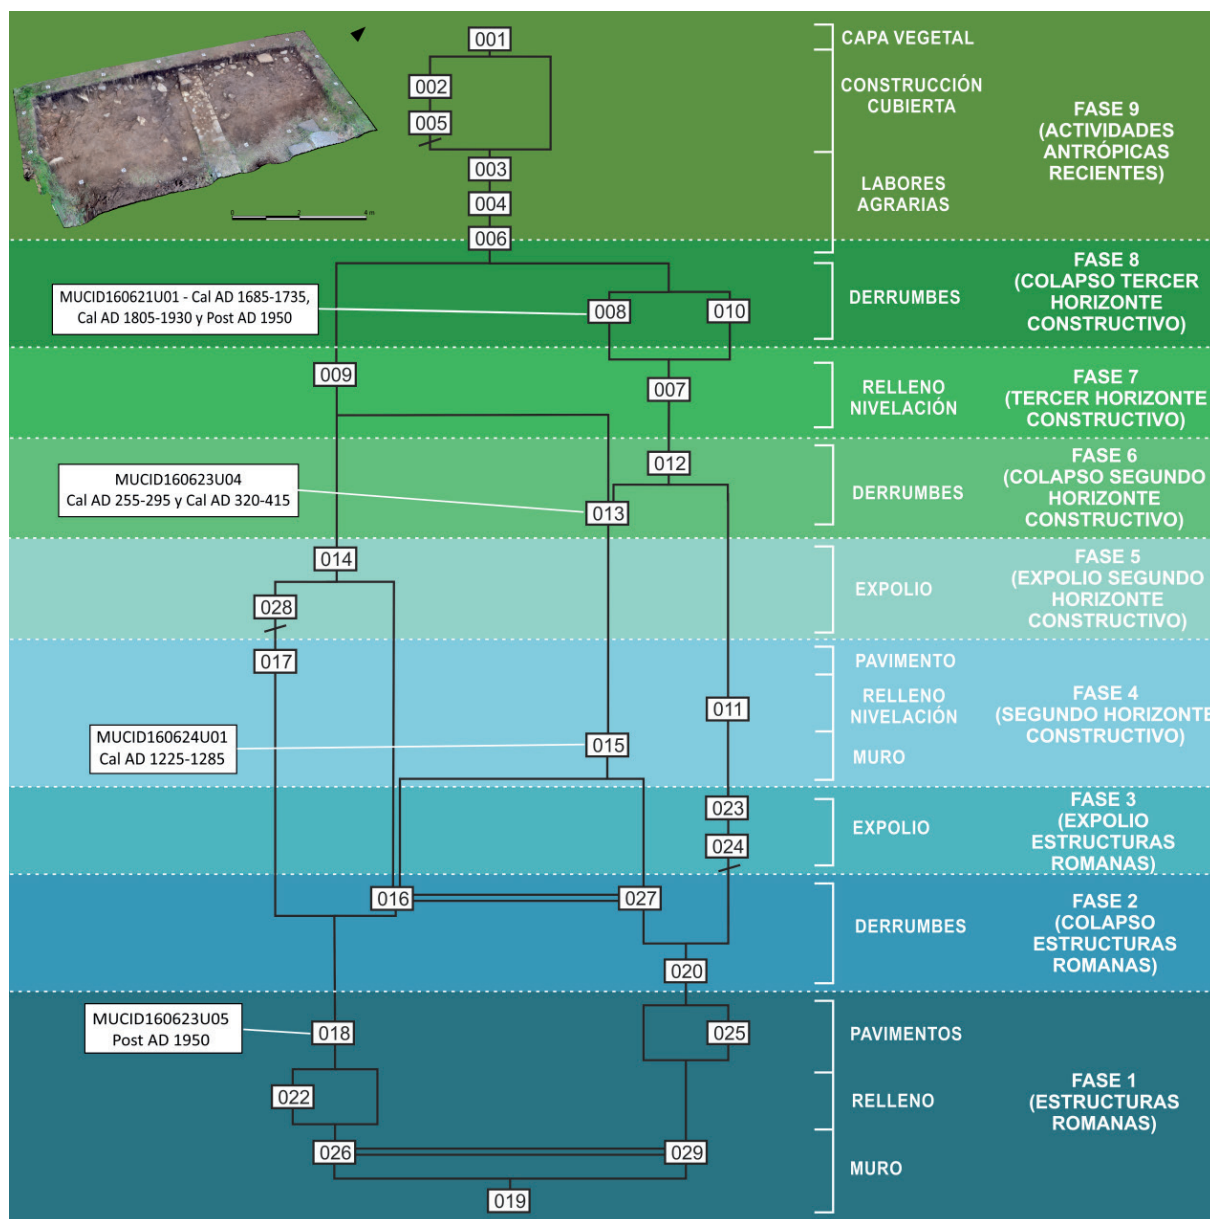 001
CAPA VEGETAL
002
005
CONSTRUCCIÓN
CUBIERTA
003
004
006
LABORES
AGRARIAS
FASE 9
(ACTIVIDADES
ANTRÓPICAS
RECIENTES)
0 2 4 m
MUCID160621U01 - Cal AD 1685-1735,
Cal AD 1805-1930 y Post AD 1950
008
010
DERRUMBES
FASE 8
(COLAPSO TERCER
HORIZONTE
CONSTRUCTIVO)
009
007
RELLENO
NIVELACIÓN
FASE 7
(TERCER HORIZONTE
CONSTRUCTIVO)
012
MUCID160623U04
Cal AD 255-295 y Cal AD 320-415
013
DERRUMBES
FASE 6
(COLAPSO SEGUNDO
HORIZONTE
CONSTRUCTIVO)
014
028
EXPOLIO
FASE 5
(EXPOLIO SEGUNDO
HORIZONTE
CONSTRUCTIVO)
017
PAVIMENTO
011
RELLENO
NIVELACIÓN
MUCID160624U01
Cal AD 1225-1285
015
MURO
FASE 4
(SEGUNDO HORIZONTE
CONSTRUCTIVO)
023
024
EXPOLIO
FASE 3
(EXPOLIO
ESTRUCTURAS
ROMANAS)
016
027
020
DERRUMBES
FASE 2
(COLAPSO
ESTRUCTURAS
ROMANAS)
MUCID160623U05
Post AD 1950
018
025
PAVIMENTOS
022
RELLENO
026
029
019
MURO
FASE 1
(ESTRUCTURAS
ROMANAS)